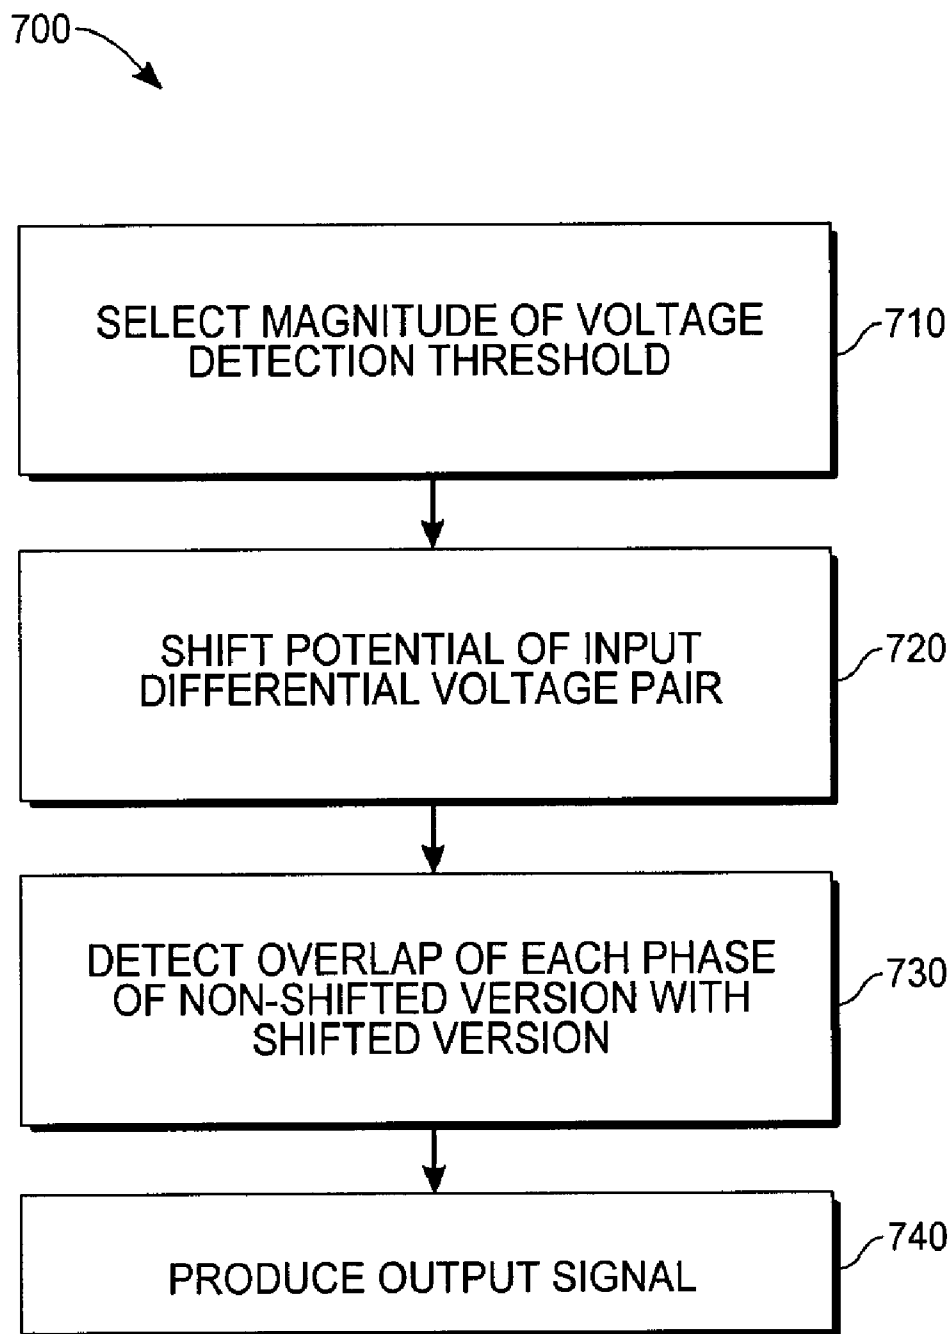 700
SELECT MAGNITUDE OF VOLTAGE
DETECTION THRESHOLD
710
SHIFT POTENTIAL OF INPUT
DIFFERENTIAL VOLTAGE PAIR
720
DETECT OVERLAP OF EACH PHASE
OF NON-SHIFTED VERSION WITH
SHIFTED VERSION
730
PRODUCE OUTPUT SIGNAL
740